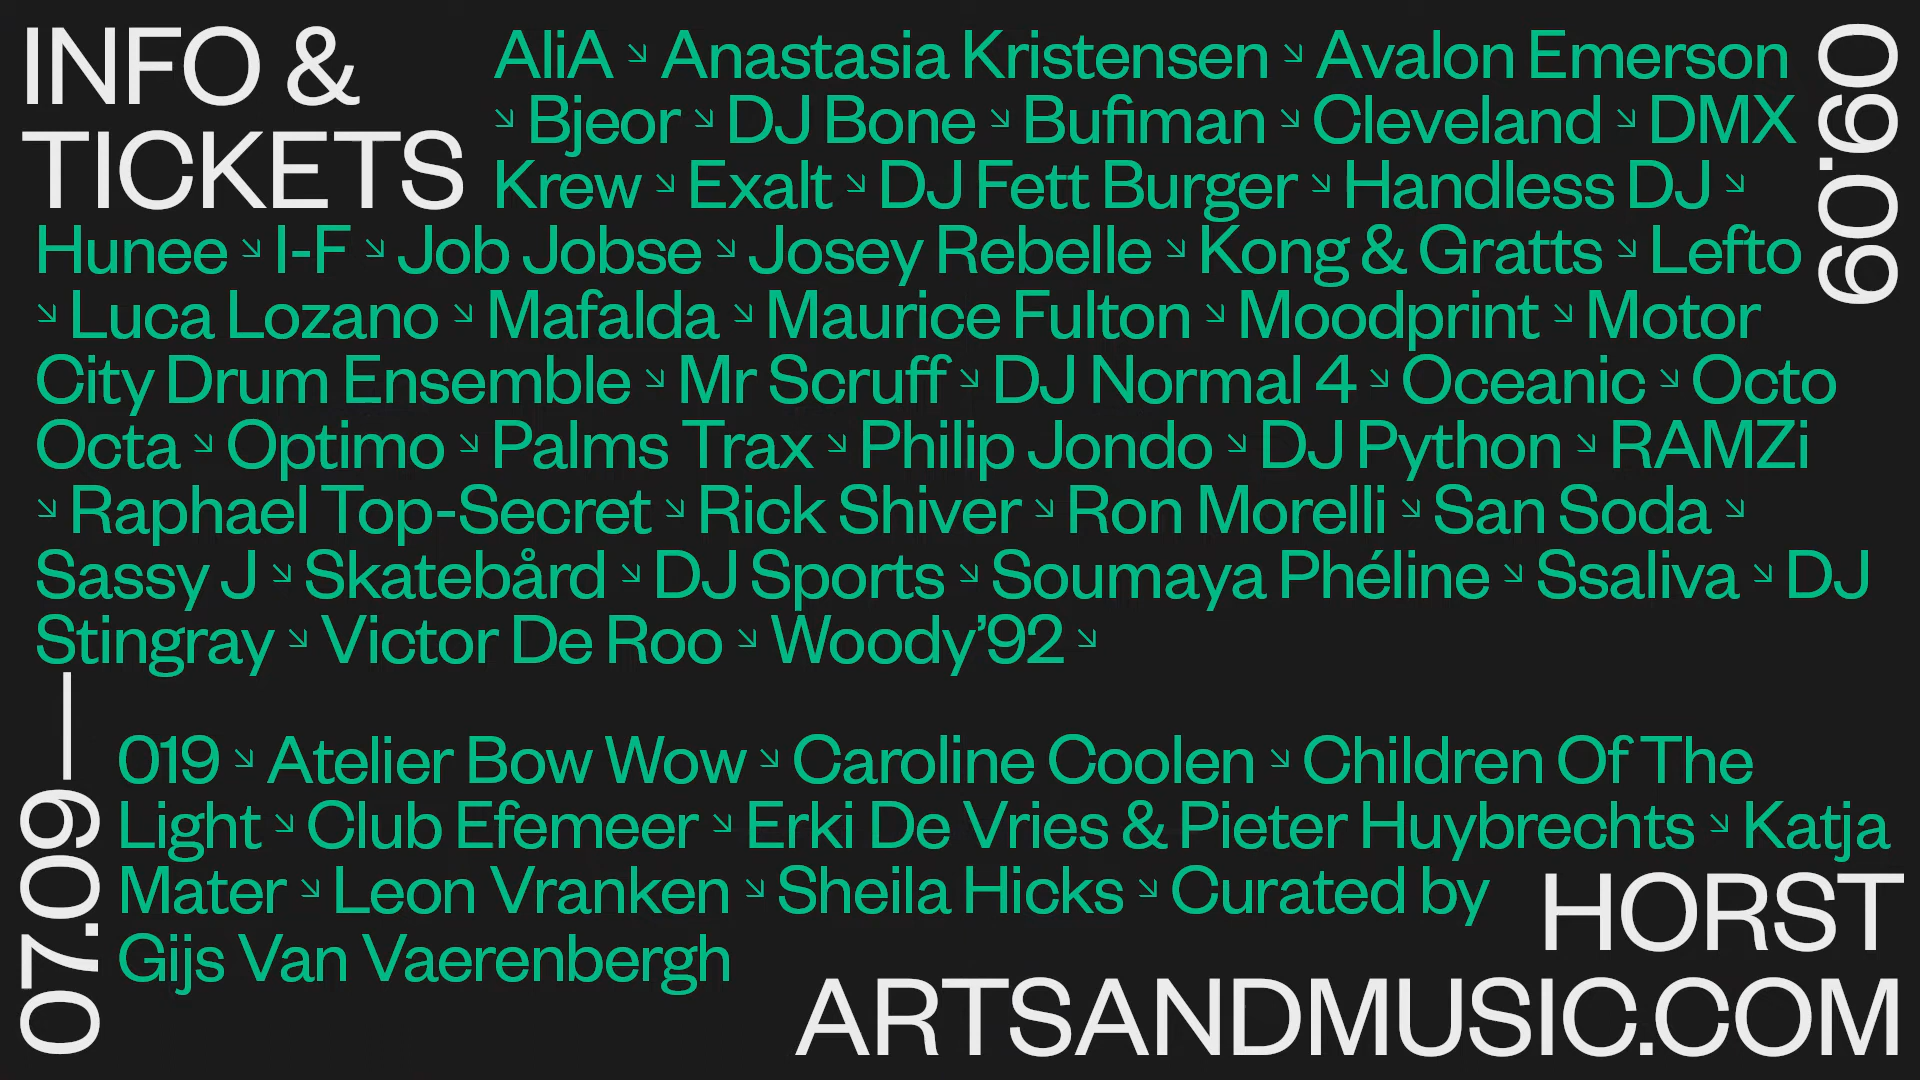 INFO &
TICKETS
AliA ↘ Anastasia Kristensen ↘ Avalon Emerson
↘ Bjeor ↘ DJ Bone ↘ Bufiman ↘ Cleveland ↘ DMX
Krew ↘ Exalt ↘ DJ Fett Burger ↘ Handless DJ ↘
Hunee ↘ I-F ↘ Job Jobse ↘ Josey Rebelle ↘ Kong & Gratts ↘ Lefto
↘ Luca Lozano ↘ Mafalda ↘ Maurice Fulton ↘ Moodprint ↘ Motor
City Drum Ensemble ↘ Mr Scruff ↘ DJ Normal 4 ↘ Oceanic ↘ Octo
Octa ↘ Optimo ↘ Palms Trax ↘ Philip Jondo ↘ DJ Python ↘ RAMZi
↘ Raphael Top-Secret ↘ Rick Shiver ↘ Ron Morelli ↘ San Soda ↘
Sassy J ↘ Skatebård ↘ DJ Sports ↘ Soumaya Phéline ↘ Ssaliva ↘ DJ
Stingray ↘ Victor De Roo ↘ Woody’92 ↘
07.09—
09.09
019 ↘ Atelier Bow Wow ↘ Caroline Coolen ↘ Children Of The
Light ↘ Club Efemeer ↘ Erki De Vries & Pieter Huybrechts ↘ Katja
Mater ↘ Leon Vranken ↘ Sheila Hicks ↘ Curated by
Gijs Van Vaerenbergh
HORST
ARTSANDMUSIC.COM